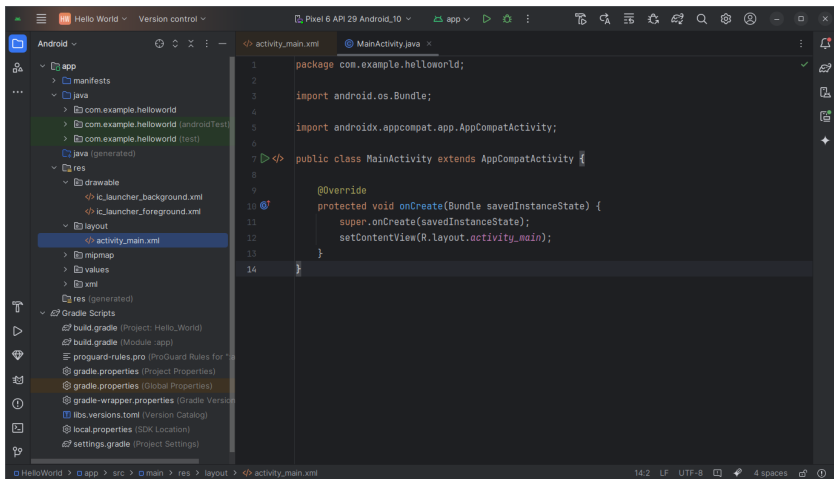 HW Hello World Version control Pixel 6 API 29 Android_10 app
Android
activity_main.xml MainActivity.java
app
manifests
java
com.example.helloworld
com.example.helloworld (androidTest)
com.example.helloworld (test)
java (generated)
res
drawable
ic_launcher_background.xml
ic_launcher_foreground.xml
layout
activity_main.xml
mipmap
values
xml
res (generated)
Gradle Scripts
build.gradle (Project: Hello_World)
build.gradle (Module :app)
proguard-rules.pro (ProGuard Rules for "
gradle.properties (Project Properties)
gradle.properties (Global Properties)
gradle-wrapper.properties (Gradle Version
libs.versions.toml (Version Catalog)
local.properties (SDK Location)
settings.gradle (Project Settings)
1 package com.example.helloworld;
2
3 import android.os.Bundle;
4
5 import androidx.appcompat.app.AppCompatActivity;
6
7 public class MainActivity extends AppCompatActivity {
8
9 @Override
10 protected void onCreate(Bundle savedInstanceState) {
11 super.onCreate(savedInstanceState);
12 setContentView(R.layout.activity_main);
13 }
14 }
HelloWorld > app > src > main > res > layout > activity_main.xml 14:2 LF UTF-8 4 spaces